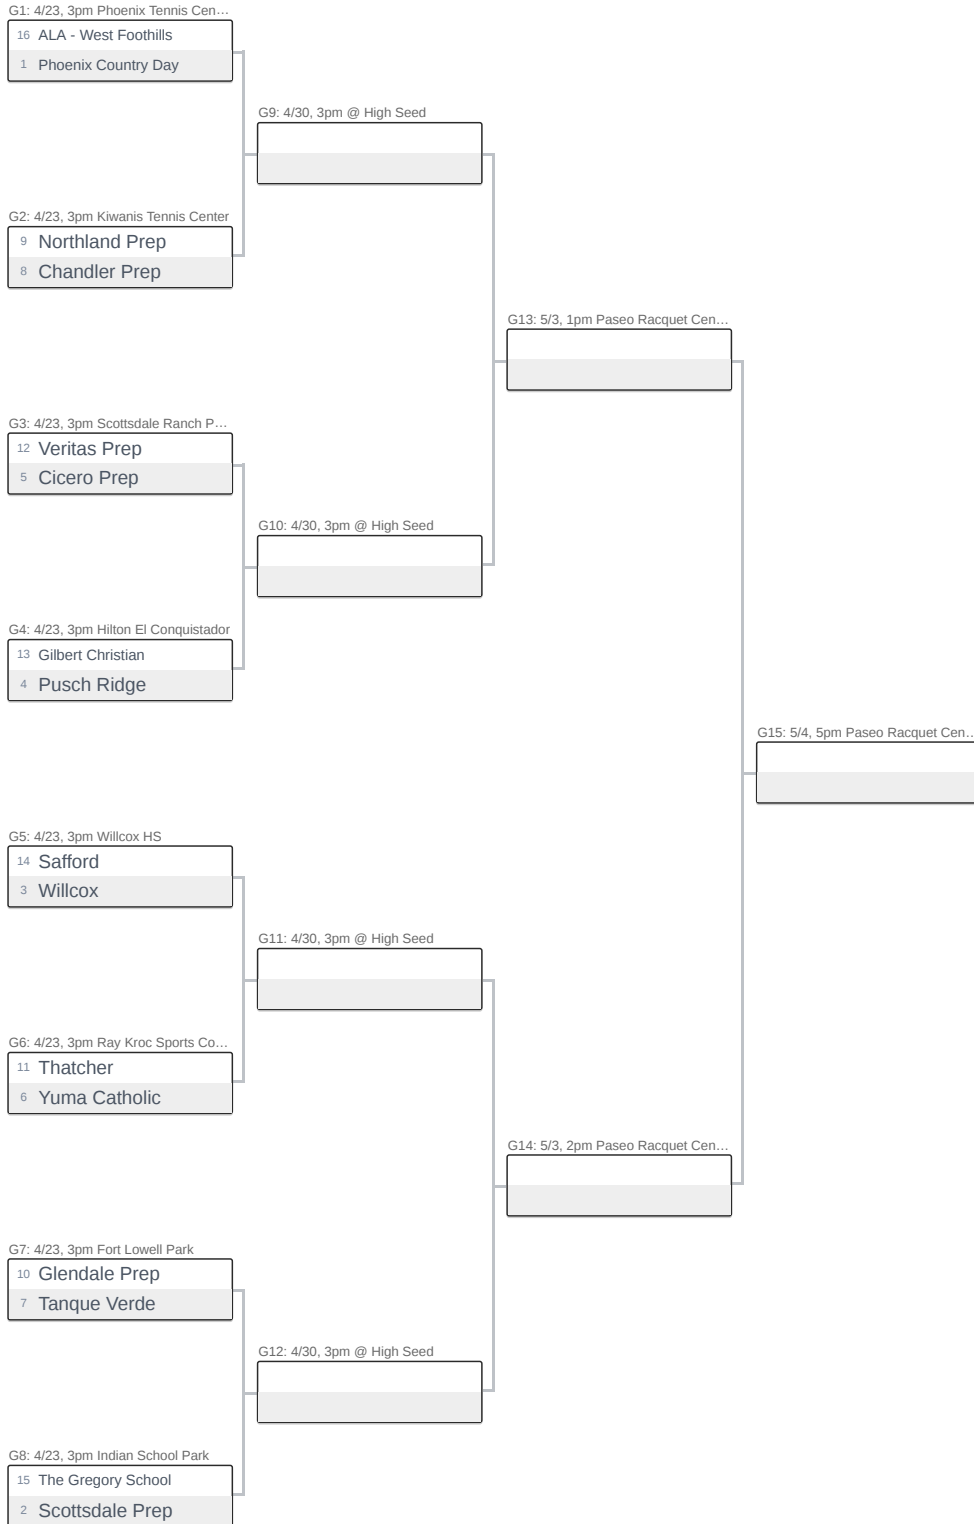 G1: 4/23, 3pm Phoenix Tennis Cen…
16 ALA - West Foothills
1 Phoenix Country Day
G9: 4/30, 3pm @ High Seed
G2: 4/23, 3pm Kiwanis Tennis Center
9 Northland Prep
8 Chandler Prep
G13: 5/3, 1pm Paseo Racquet Cen…
G3: 4/23, 3pm Scottsdale Ranch P…
12 Veritas Prep
5 Cicero Prep
G10: 4/30, 3pm @ High Seed
G4: 4/23, 3pm Hilton El Conquistador
13 Gilbert Christian
4 Pusch Ridge
G15: 5/4, 5pm Paseo Racquet Cen…
G5: 4/23, 3pm Willcox HS
14 Safford
3 Willcox
G11: 4/30, 3pm @ High Seed
G6: 4/23, 3pm Ray Kroc Sports Co…
11 Thatcher
6 Yuma Catholic
G14: 5/3, 2pm Paseo Racquet Cen…
G7: 4/23, 3pm Fort Lowell Park
10 Glendale Prep
7 Tanque Verde
G12: 4/30, 3pm @ High Seed
G8: 4/23, 3pm Indian School Park
15 The Gregory School
2 Scottsdale Prep